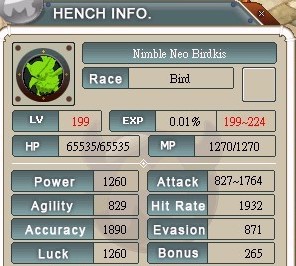 HENCH INFO.
Nimble Neo Birdkis
Race Bird
LV 199 EXP 0.01% 199~224
HP 65535/65535 MP 1270/1270
Power 1260 Attack 827~1764
Agility 829 Hit Rate 1932
Accuracy 1890 Evasion 871
Luck 1260 Bonus 265